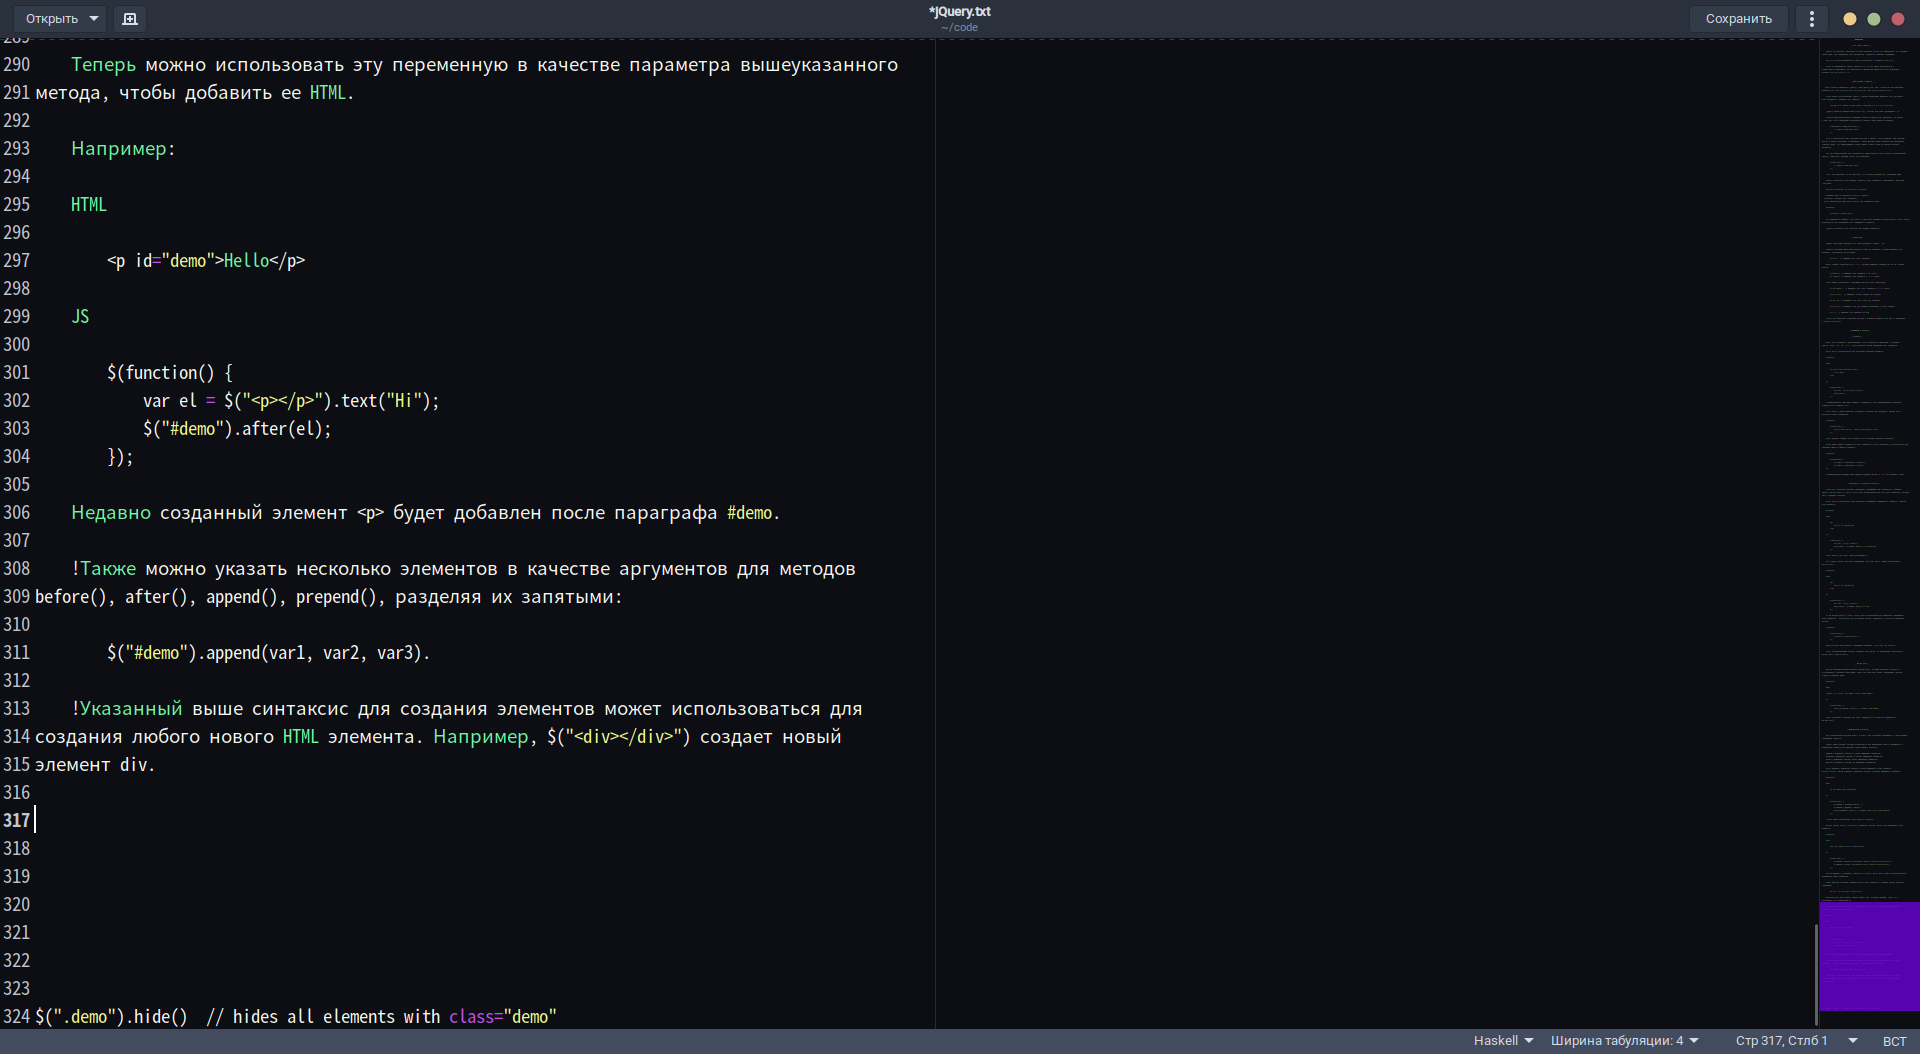 Открыть
*jQuery.txt
~/code
Сохранить
289
290 Теперь можно использовать эту переменную в качестве параметра вышеуказанного
291 метода, чтобы добавить ее HTML.
292
293 Например:
294
295 HTML
296
297 <p id="demo">Hello</p>
298
299 JS
300
301 $(function() {
302 var el = $("<p></p>").text("Hi");
303 $("#demo").after(el);
304 });
305
306 Недавно созданный элемент <p> будет добавлен после параграфа #demo.
307
308 !Также можно указать несколько элементов в качестве аргументов для методов
309 before(), after(), append(), prepend(), разделяя их запятыми:
310
311 $("#demo").append(var1, var2, var3).
312
313 !Указанный выше синтаксис для создания элементов может использоваться для
314 создания любого нового HTML элемента. Например, $("<div></div>") создает новый
315 элемент div.
316
317
318
319
320
321
322
323
324 $(".demo").hide()  // hides all elements with class="demo"
Haskell Ширина табуляции: 4 Стр 317, Стлб 1 ВСТ